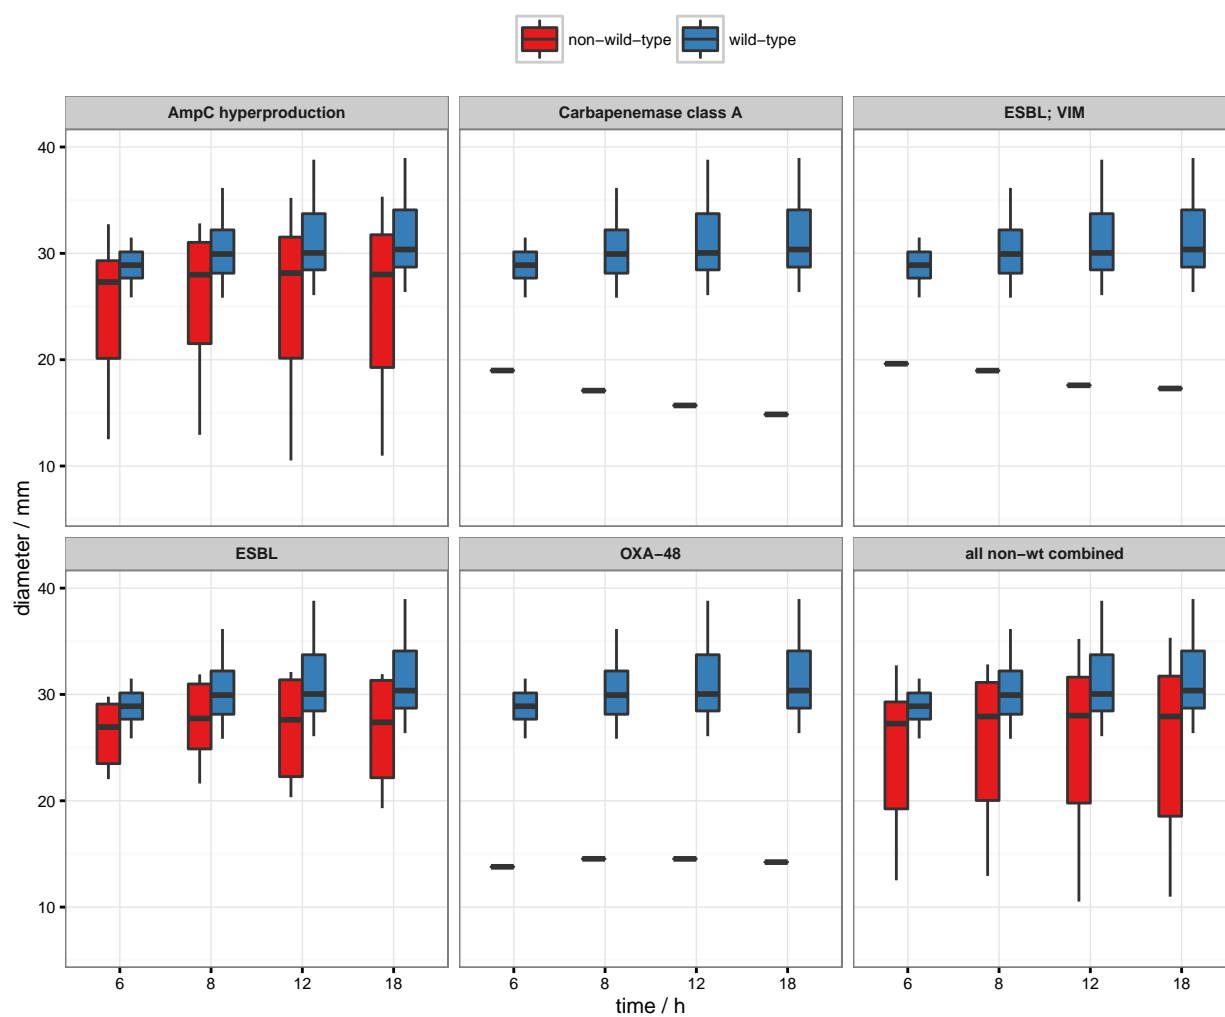 non−wild−type wild−type
AmpC hyperproduction
Carbapenemase class A
ESBL; VIM
40
30
20
10
diameter / mm
ESBL
OXA−48
all non−wt combined
40
30
20
10
6 8 12 18
6 8 12 18
6 8 12 18
time / h